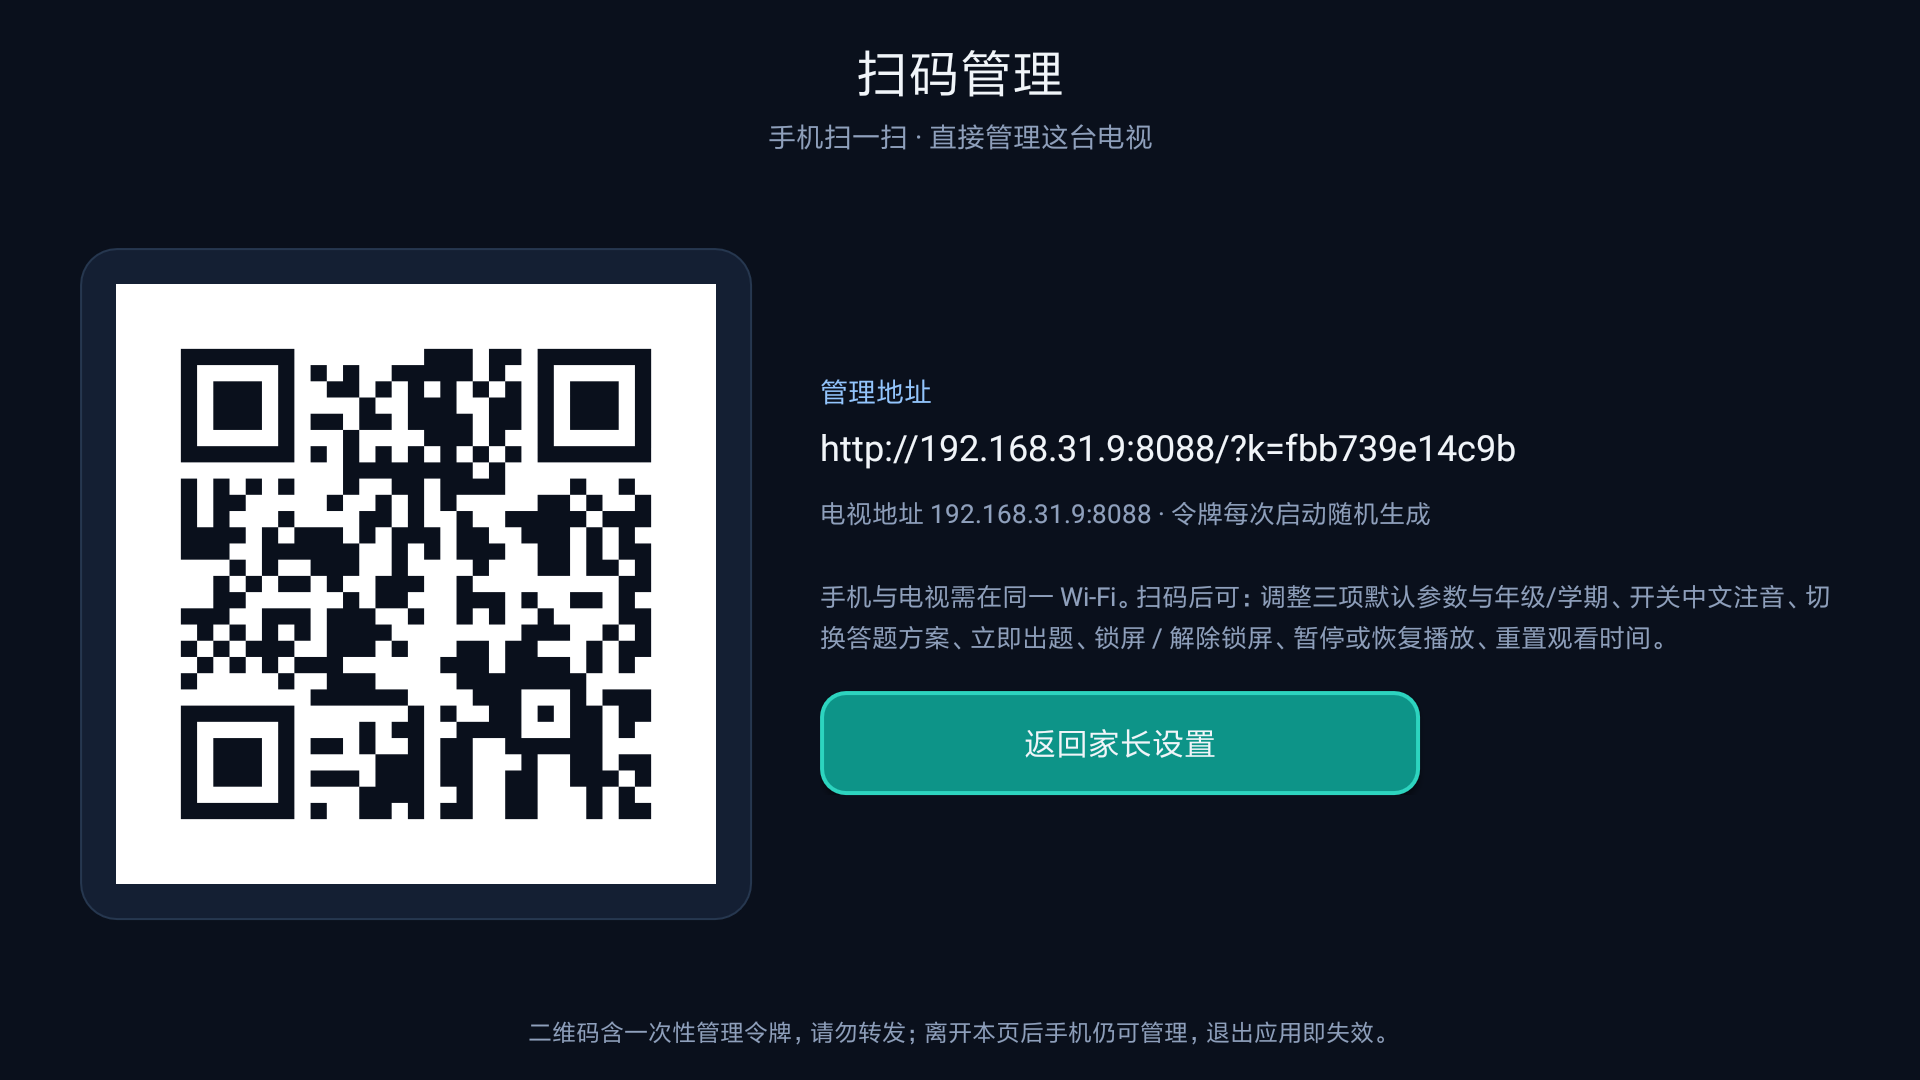 扫码管理
手机扫一扫 · 直接管理这台电视
管理地址
http://192.168.31.9:8088/?k=fbb739e14c9b
电视地址 192.168.31.9:8088 · 令牌每次启动随机生成
手机与电视需在同一 Wi-Fi。扫码后可：调整三项默认参数与年级/学期、开关中文注音、切
换答题方案、立即出题、锁屏 / 解除锁屏、暂停或恢复播放、重置观看时间。
返回家长设置
二维码含一次性管理令牌，请勿转发；离开本页后手机仍可管理，退出应用即失效。